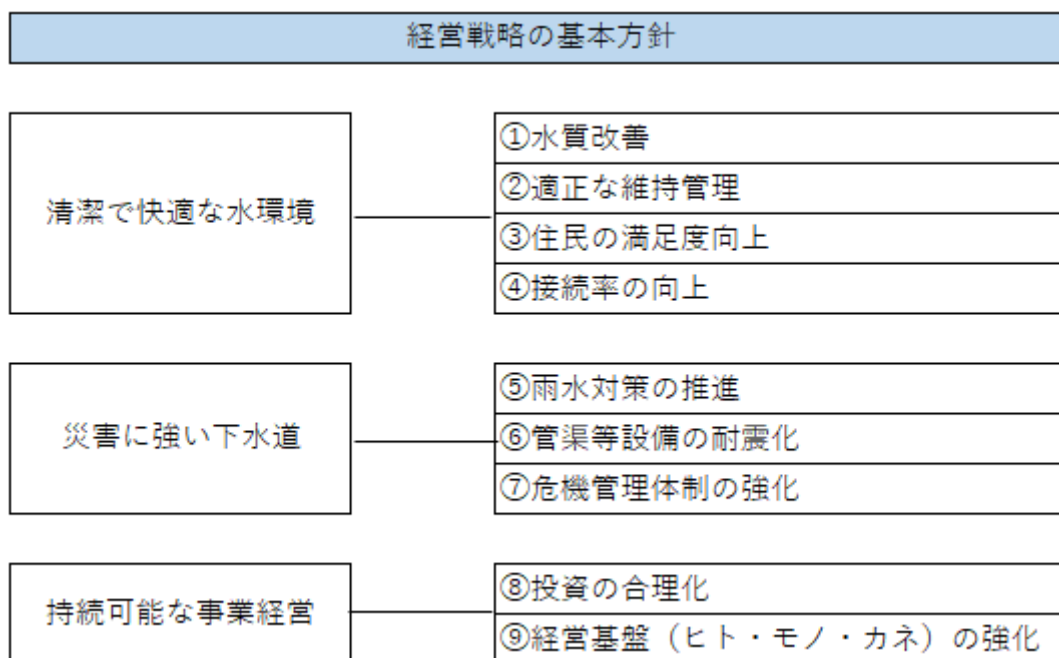 経営戦略の基本方針
清潔で快適な水環境
①水質改善
②適正な維持管理
③住民の満足度向上
④接続率の向上
災害に強い下水道
⑤雨水対策の推進
⑥管渠等設備の耐震化
⑦危機管理体制の強化
持続可能な事業経営
⑧投資の合理化
⑨経営基盤（ヒト・モノ・カネ）の強化